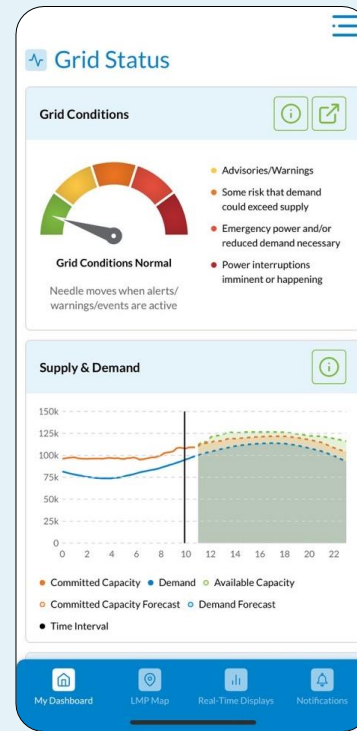 Grid Status
Grid Conditions
Advisories/Warnings
Some risk that demand
could exceed supply
Emergency power and/or
reduced demand necessary
Power interruptions
imminent or happening
Grid Conditions Normal
Needle moves when alerts/
warnings/events are active
Supply & Demand
150k
125k
100k
75k
50k
25k
0
0 2 4 6 8 10 12 14 16 18 20 22
Committed Capacity Demand Available Capacity
Committed Capacity Forecast Demand Forecast
Time Interval
My Dashboard LMP Map Real-Time Displays Notifications